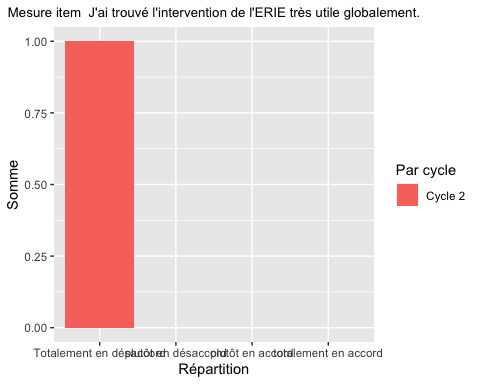 Mesure item  J'ai trouvé l'intervention de l'ERIE très utile globalement.
1.00
0.75
0.50
0.25
0.00
Somme
Totalement en désaccord plutôt en désaccord plutôt en accord totalement en accord
Répartition
Par cycle
Cycle 2